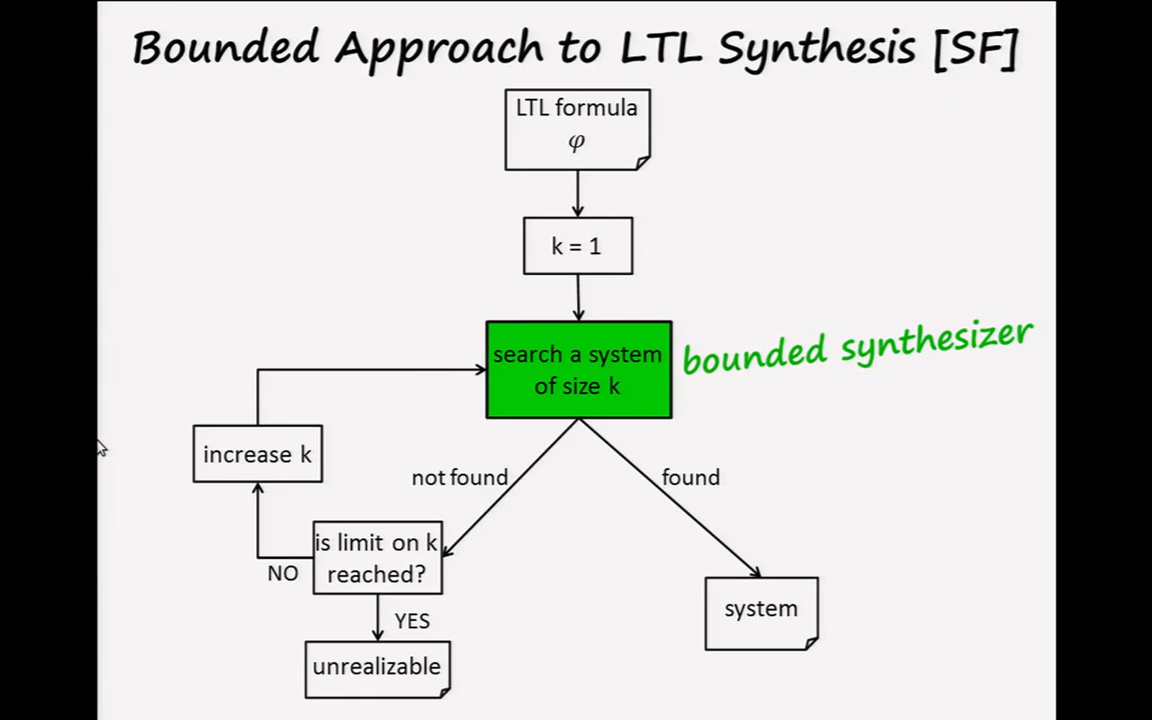 Bounded Approach to LTL Synthesis [SF]
LTL formula
φ
k = 1
search a system
of size k
bounded synthesizer
increase k
not found
found
is limit on k
reached?
NO
YES
system
unrealizable